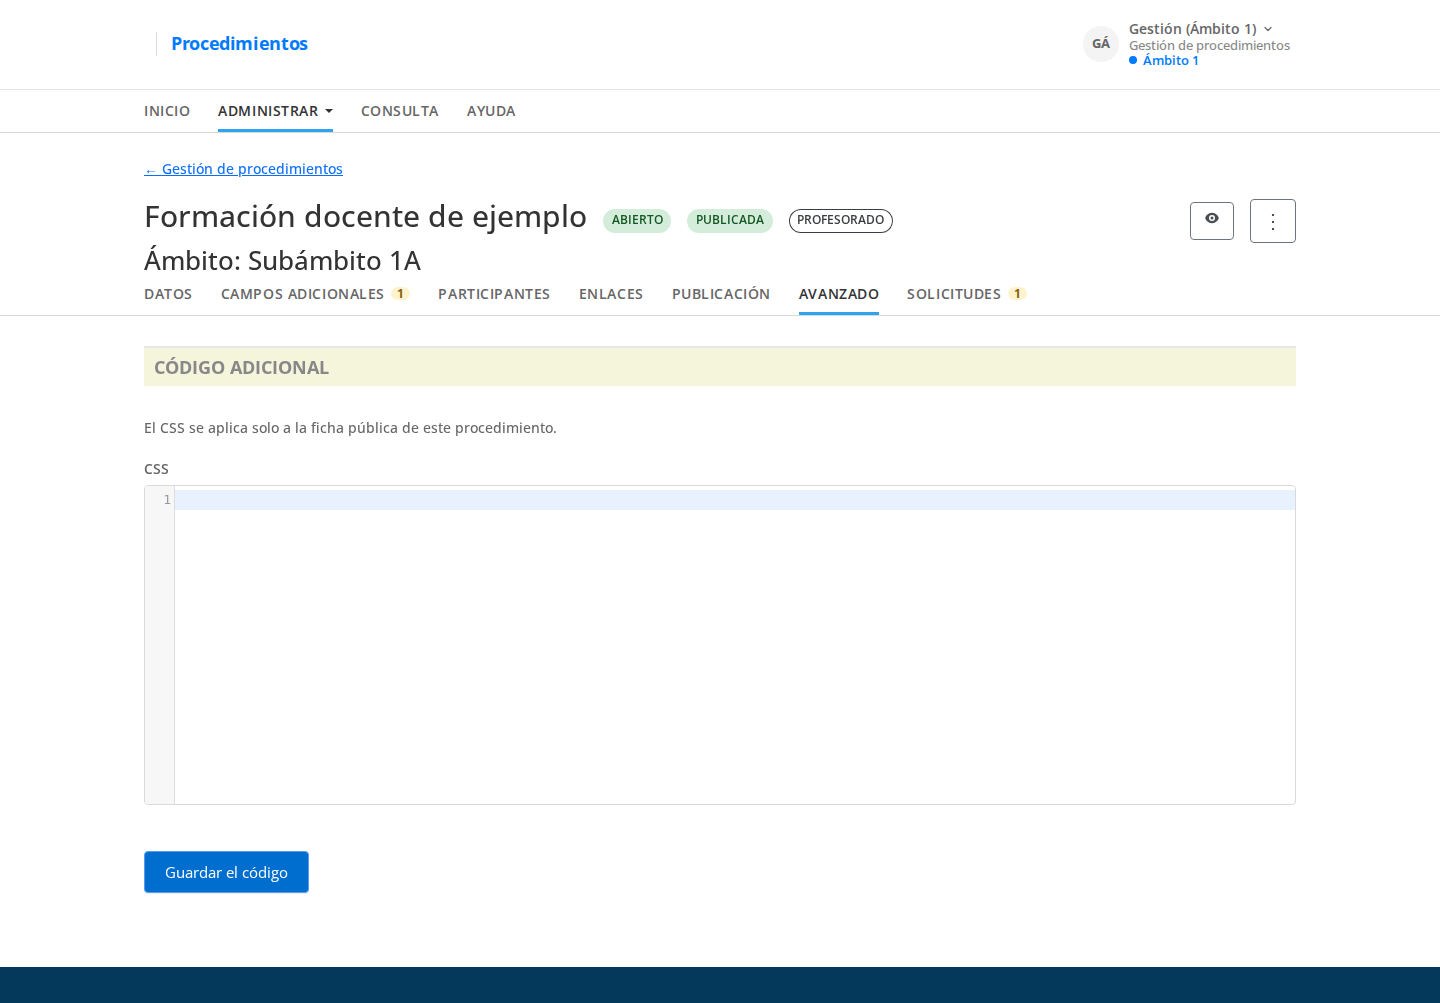 Procedimientos
GÁ
Gestión (Ámbito 1)
Gestión de procedimientos
Ámbito 1
INICIO ADMINISTRAR CONSULTA AYUDA
← Gestión de procedimientos
Formación docente de ejemplo ABIERTO PUBLICADA PROFESORADO
Ámbito: Subámbito 1A
DATOS CAMPOS ADICIONALES 1 PARTICIPANTES ENLACES PUBLICACIÓN AVANZADO SOLICITUDES 1
CÓDIGO ADICIONAL
El CSS se aplica solo a la ficha pública de este procedimiento.
CSS
1
Guardar el código